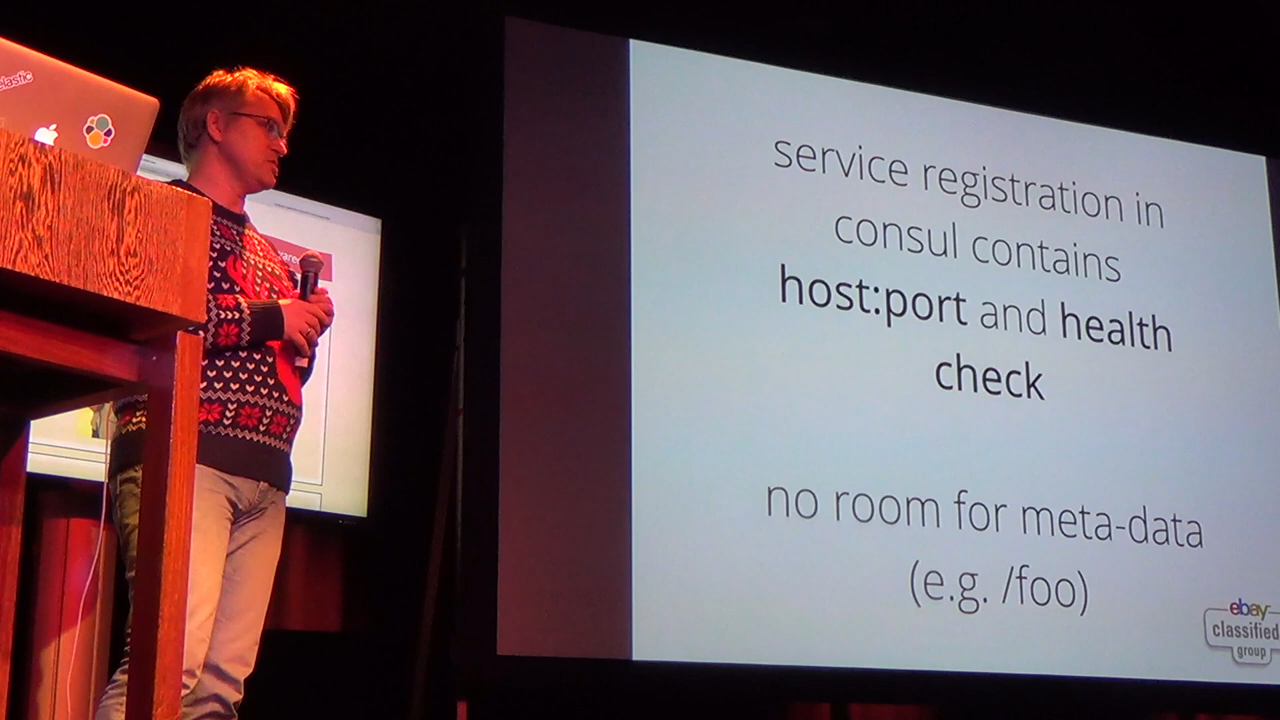 elastic
service registration in
consul contains
host:port and health
check
no room for meta-data
(e.g. /foo)
ebay
classified
group